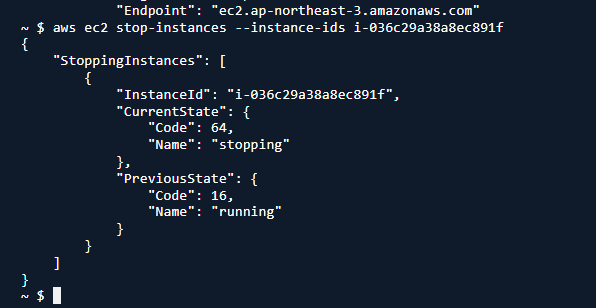 "Endpoint": "ec2.ap-northeast-3.amazonaws.com"
~ $ aws ec2 stop-instances --instance-ids i-036c29a38a8ec891f
{
    "StoppingInstances": [
        {
            "InstanceId": "i-036c29a38a8ec891f",
            "CurrentState": {
                "Code": 64,
                "Name": "stopping"
            },
            "PreviousState": {
                "Code": 16,
                "Name": "running"
            }
        }
    ]
}
~ $